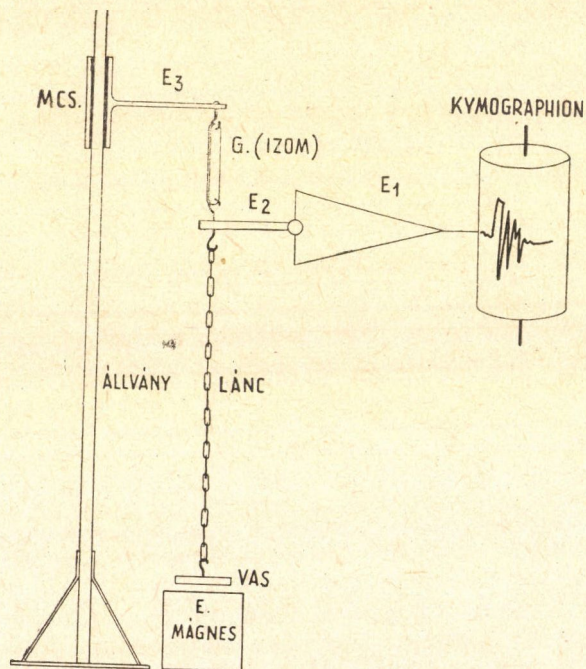 MCS.
E3
KYMOGRAPHION
G.(IZOM)
E2
E1
ÁLLVÁNY
LÁNC
VAS
E.
MÁGNES